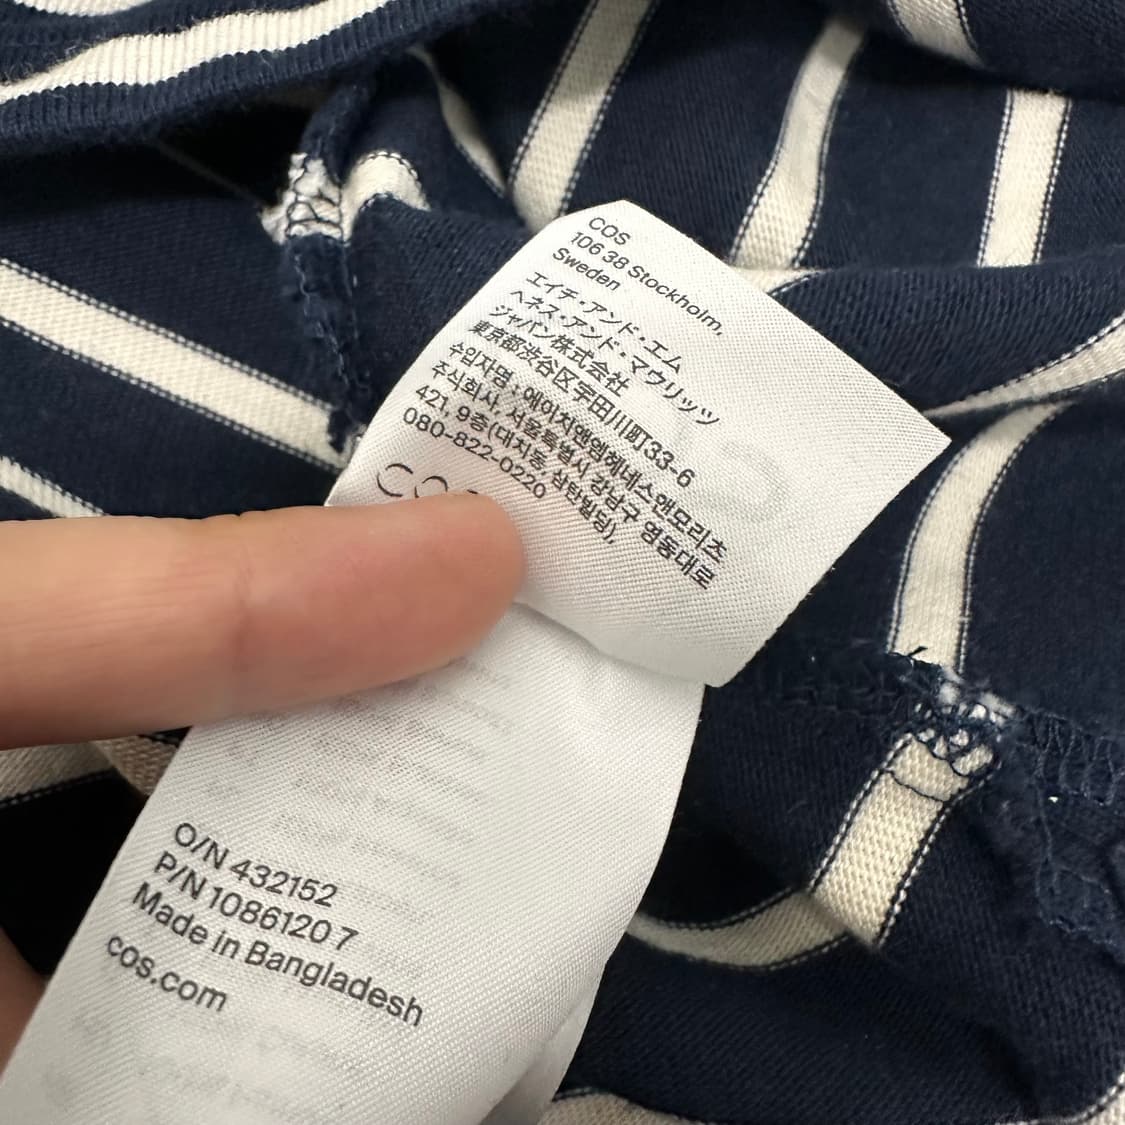 COS
106 38 Stockholm,
Sweden
エイチ・アンド・エム
ヘネス・アンド・マウリッツ
ジャパン株式会社
東京都渋谷区宇田川町33-6
수입자명 : 에이치앤엠헤네스앤모리츠
주식회사, 서울특별시 강남구 영동대로
421, 9층 (대치동, 삼탄빌딩),
080-822-0220
O/N 432152
P/N 1086120 7
Made in Bangladesh
cos.com